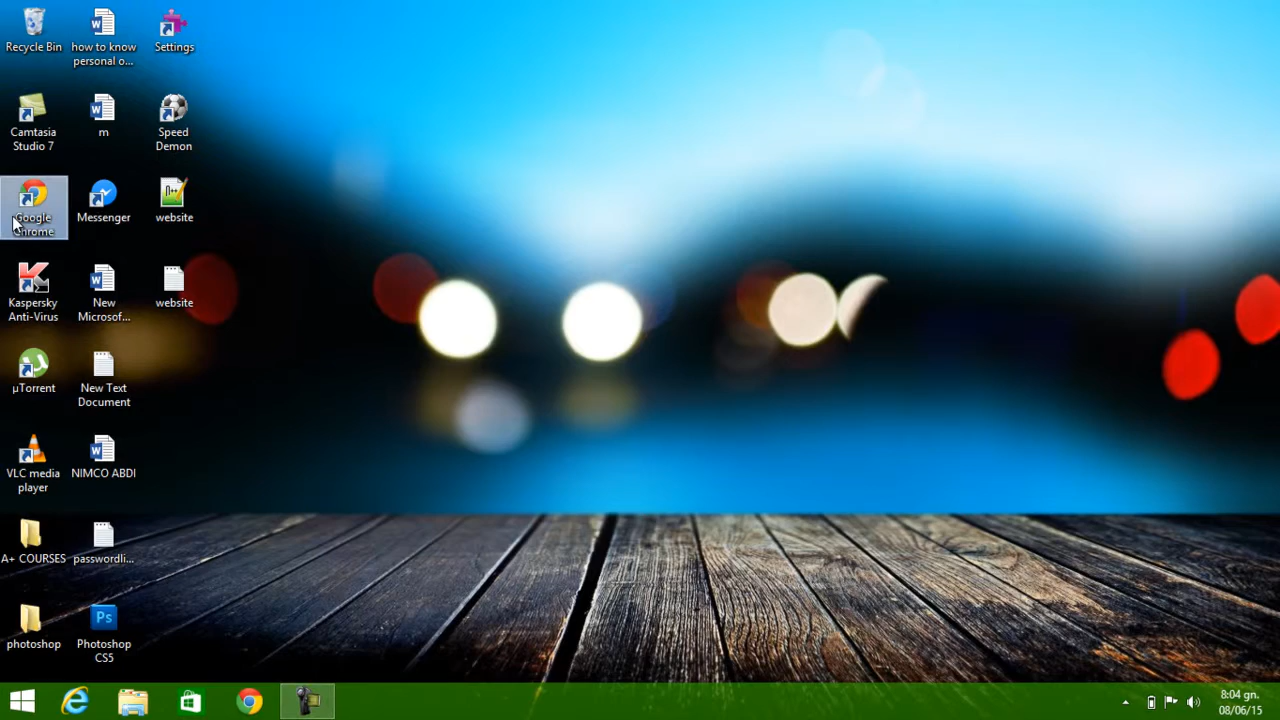 Recycle Bin
how to know
personal o...
Settings
Camtasia
Studio 7
m
Speed
Demon
Google
Chrome
Messenger
website
Kaspersky
Anti-Virus
New
Microsof...
website
µTorrent
New Text
Document
VLC media
player
NIMCO ABDI
A+ COURSES
passwordli...
photoshop
Ps
Photoshop
CS5
8:04 gn.
08/06/15